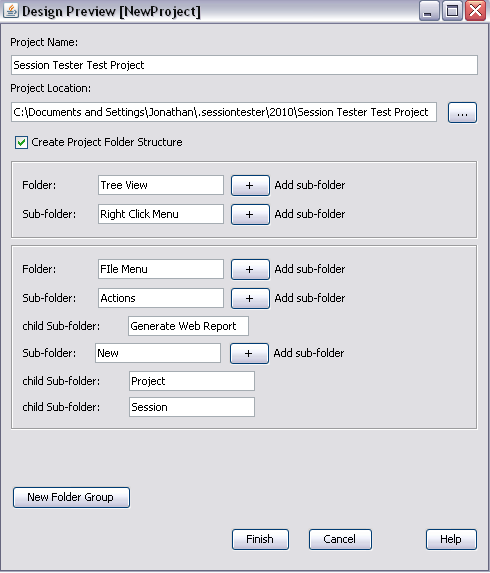 Design Preview [NewProject]
Project Name:
Session Tester Test Project
Project Location:
C:\Documents and Settings\Jonathan\.sessiontester\2010\Session Tester Test Project ...
Create Project Folder Structure
Folder: Tree View + Add sub-folder
Sub-folder: Right Click Menu + Add sub-folder
Folder: FIle Menu + Add sub-folder
Sub-folder: Actions + Add sub-folder
child Sub-folder: Generate Web Report
Sub-folder: New + Add sub-folder
child Sub-folder: Project
child Sub-folder: Session
New Folder Group
Finish Cancel Help